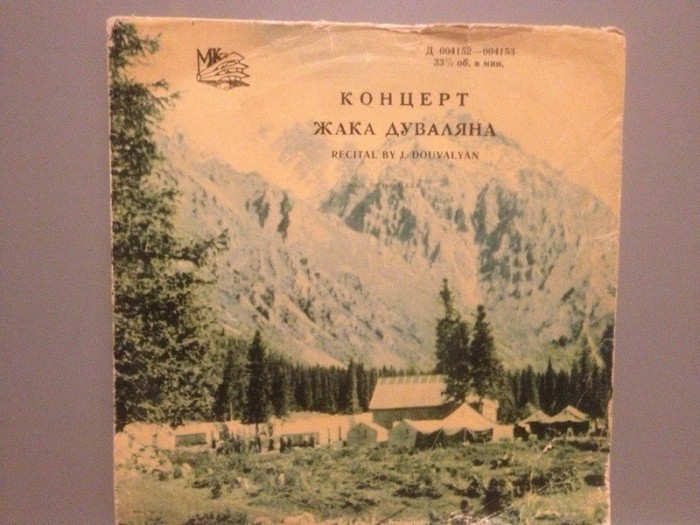 МК
Д 004152—004153
33⅓ об. в мин.
КОНЦЕРТ
ЖАКА ДУВАЛЯНА
RECITAL BY J. DOUVALYAN